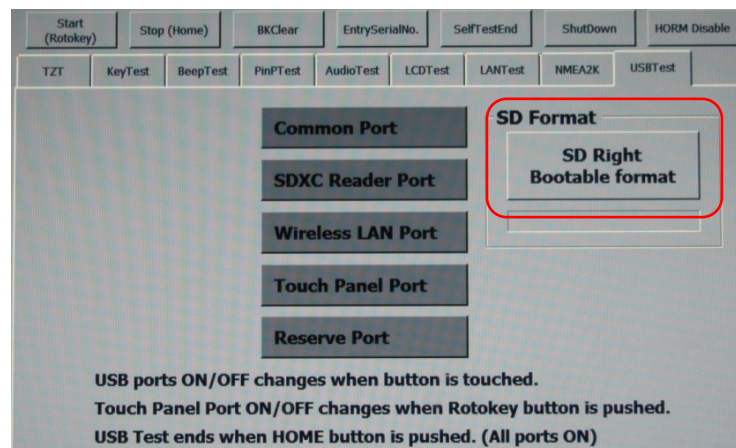 Start
(Rotokey)
Stop (Home)
BKClear
EntrySerialNo.
SelfTestEnd
ShutDown
HORM Disable
TZT
KeyTest
BeepTest
PinPTest
AudioTest
LCDTest
LANTest
NMEA2K
USBTest
Common Port
SD Format
SD Right
Bootable format
SDXC Reader Port
Wireless LAN Port
Touch Panel Port
Reserve Port
USB ports ON/OFF changes when button is touched.
Touch Panel Port ON/OFF changes when Rotokey button is pushed.
USB Test ends when HOME button is pushed. (All ports ON)